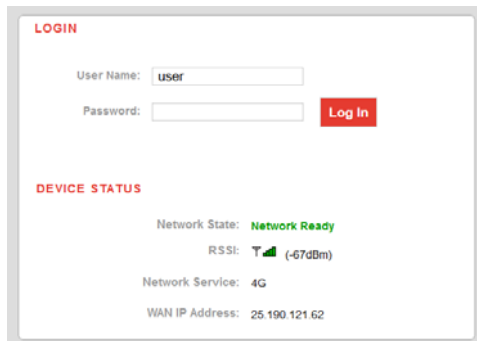 LOGIN
User Name: user
Password:
Log In
DEVICE STATUS
Network State: Network Ready
RSSI: (-67dBm)
Network Service: 4G
WAN IP Address: 25.190.121.62